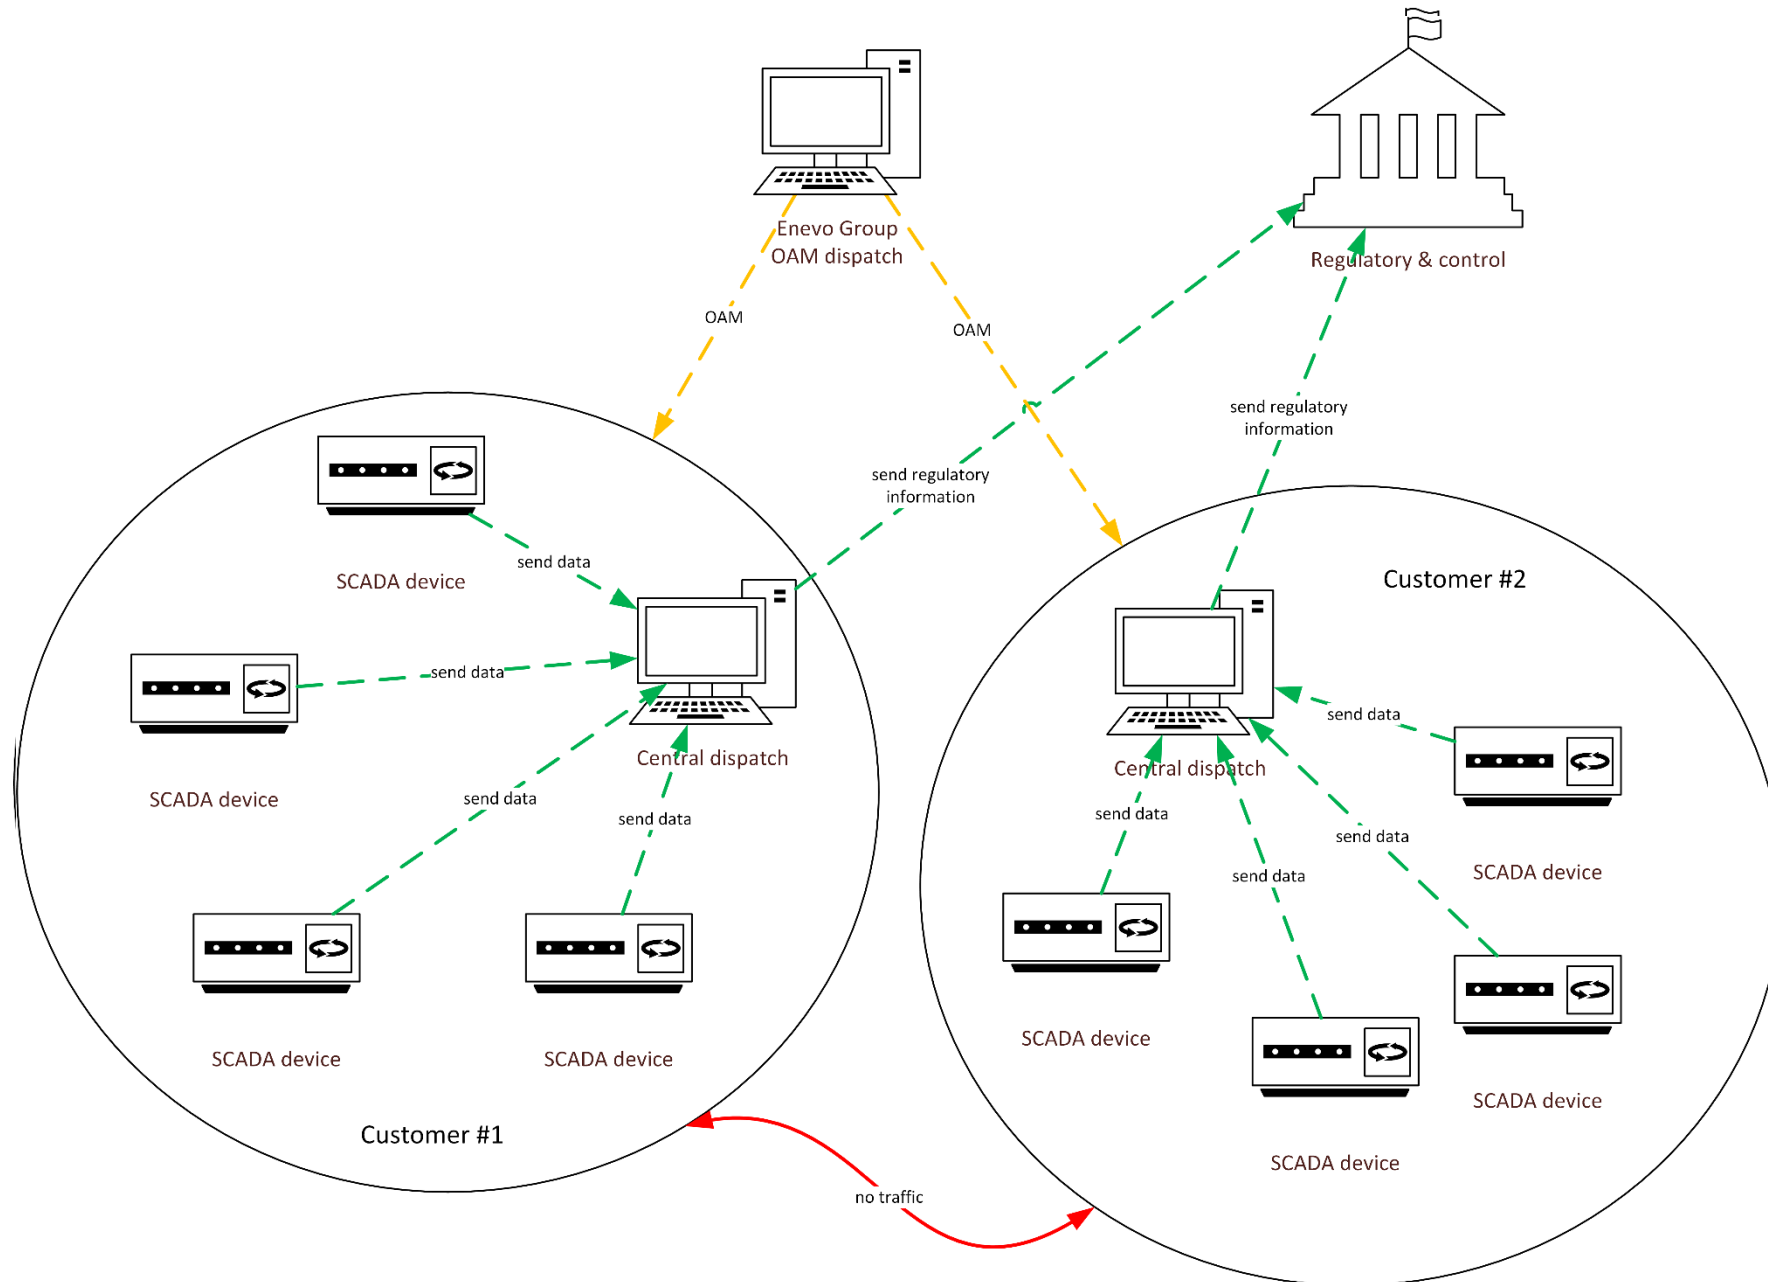 Enevo Group
OAM dispatch
Regulatory & control
OAM
OAM
send regulatory
information
send regulatory
information
send data
SCADA device
Customer #2
send data
send data
send data
Central dispatch
Central dispatch
SCADA device
send data
send data
send data
send data
SCADA device
send data
SCADA device
SCADA device
SCADA device
SCADA device
Customer #1
SCADA device
no traffic